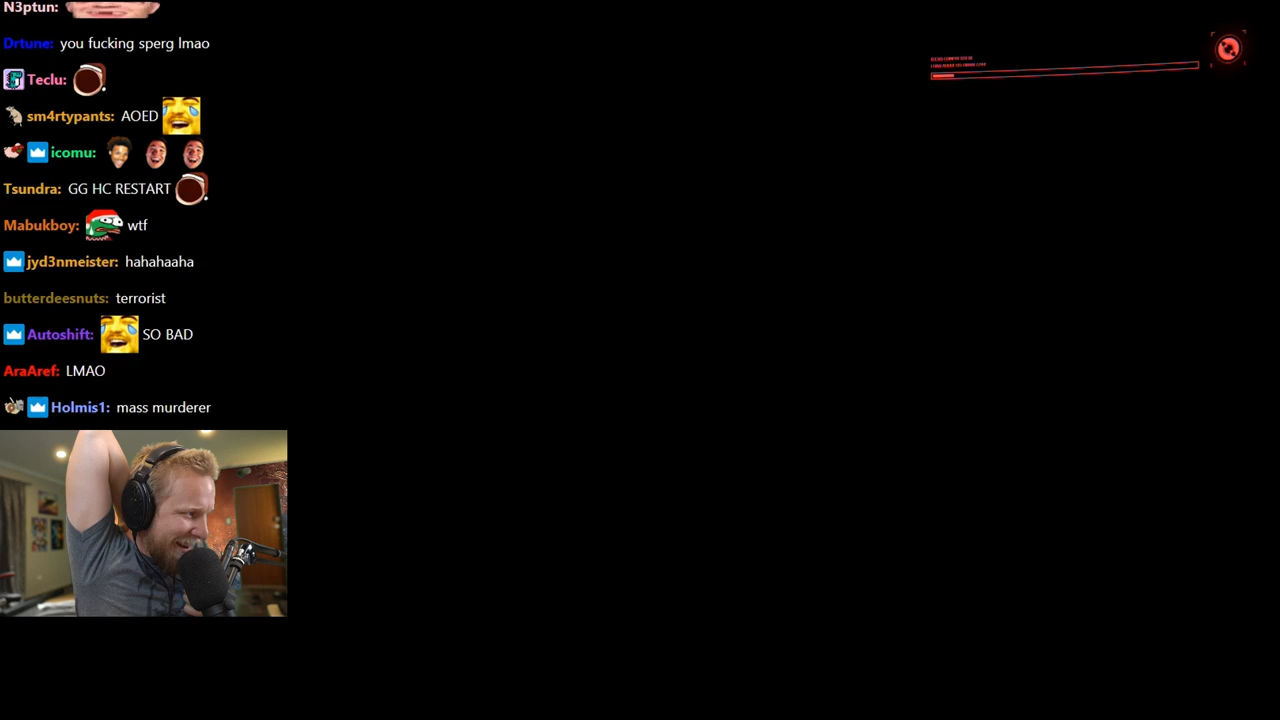 N3ptun:
Drtune: you fucking sperg lmao
Teclu:
sm4rtypants: AOED
icomu:
Tsundra: GG HC RESTART
Mabukboy: wtf
jyd3nmeister: hahahaaha
butterdeesnuts: terrorist
Autoshift: SO BAD
AraAref: LMAO
Holmis1: mass murderer